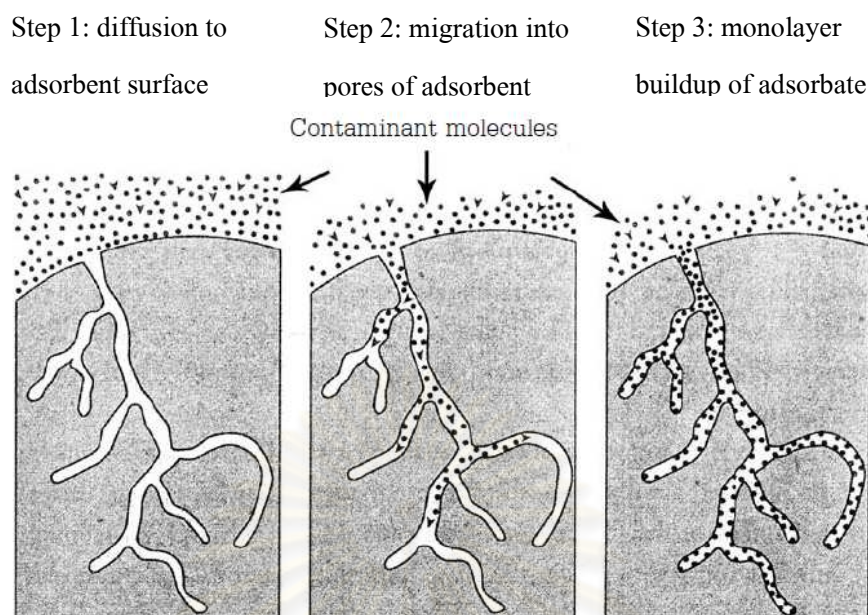 Step 1: diffusion to
adsorbent surface
Step 2: migration into
pores of adsorbent
Step 3: monolayer
buildup of adsorbate
Contaminant molecules